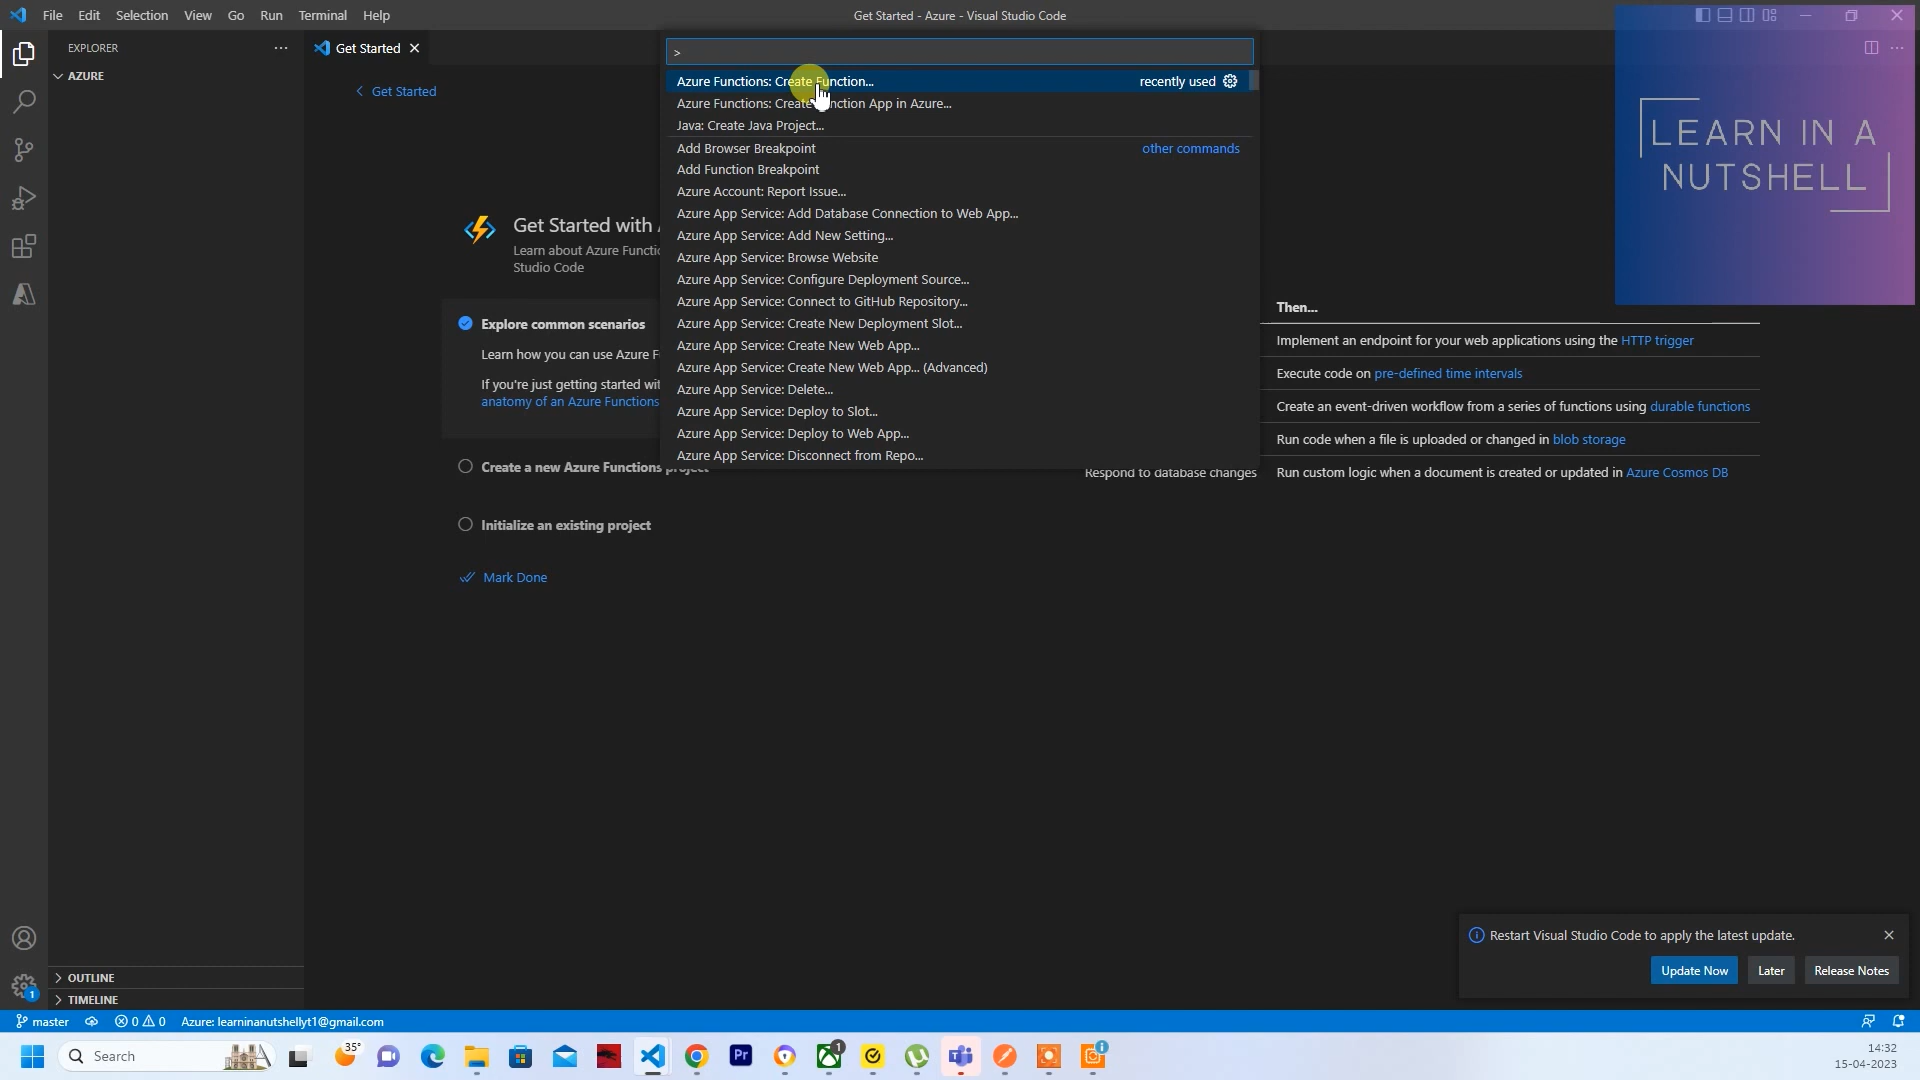 File Edit Selection View Go Run Terminal Help
Get Started - Azure - Visual Studio Code
EXPLORER
Get Started
AZURE
Get Started
>
Azure Functions: Create Function...
recently used
Azure Functions: Create Function App in Azure...
Java: Create Java Project...
Add Browser Breakpoint
other commands
Add Function Breakpoint
Azure Account: Report Issue...
Azure App Service: Add Database Connection to Web App...
Azure App Service: Add New Setting...
Azure App Service: Browse Website
Azure App Service: Configure Deployment Source...
Azure App Service: Connect to GitHub Repository...
Azure App Service: Create New Deployment Slot...
Azure App Service: Create New Web App...
Azure App Service: Create New Web App... (Advanced)
Azure App Service: Delete...
Azure App Service: Deploy to Slot...
Azure App Service: Deploy to Web App...
Azure App Service: Disconnect from Repo...
LEARN IN A
NUTSHELL
Get Started with
Learn about Azure
Studio Code
Explore common scenarios
Learn how you can use Azure
If you're just getting started
anatomy of an Azure Functions
Create a new Azure Functions project
Initialize an existing project
Mark Done
Then...
Implement an endpoint for your web applications using the HTTP trigger
Execute code on pre-defined time intervals
Create an event-driven workflow from a series of functions using durable functions
Run code when a file is uploaded or changed in blob storage
Respond to database changes
Run custom logic when a document is created or updated in Azure Cosmos DB
Restart Visual Studio Code to apply the latest update.
Update Now
Later
Release Notes
OUTLINE
TIMELINE
1
master
0
0
Azure: learninanutshellyt1@gmail.com
Search
35°
Pr
1
14:32
15-04-2023